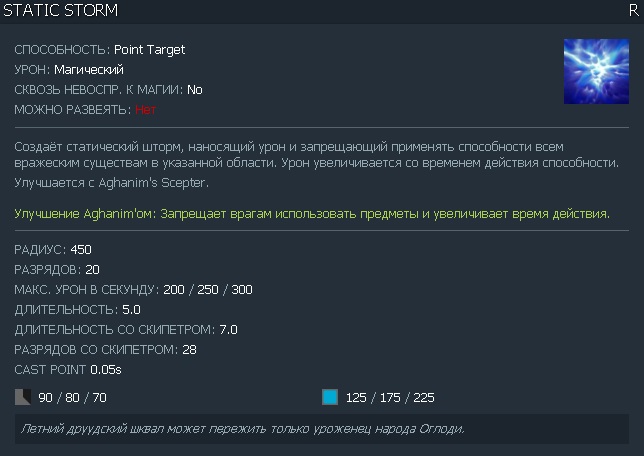 STATIC STORM R
СПОСОБНОСТЬ: Point Target
УРОН: Магический
СКВОЗЬ НЕВОСПР. К МАГИИ: No
МОЖНО РАЗВЕЯТЬ: Нет
Создаёт статический шторм, наносящий урон и запрещающий применять способности всем
вражеским существам в указанной области. Урон увеличивается со временем действия способности.
Улучшается с Aghanim's Scepter.
Улучшение Aghanim'ом: Запрещает врагам использовать предметы и увеличивает время действия.
РАДИУС: 450
РАЗРЯДОВ: 20
МАКС. УРОН В СЕКУНДУ: 200 / 250 / 300
ДЛИТЕЛЬНОСТЬ: 5.0
ДЛИТЕЛЬНОСТЬ СО СКИПЕТРОМ: 7.0
РАЗРЯДОВ СО СКИПЕТРОМ: 28
CAST POINT 0.05s
90 / 80 / 70 125 / 175 / 225
Летний друудский шквал может пережить только уроженец народа Оглоди.